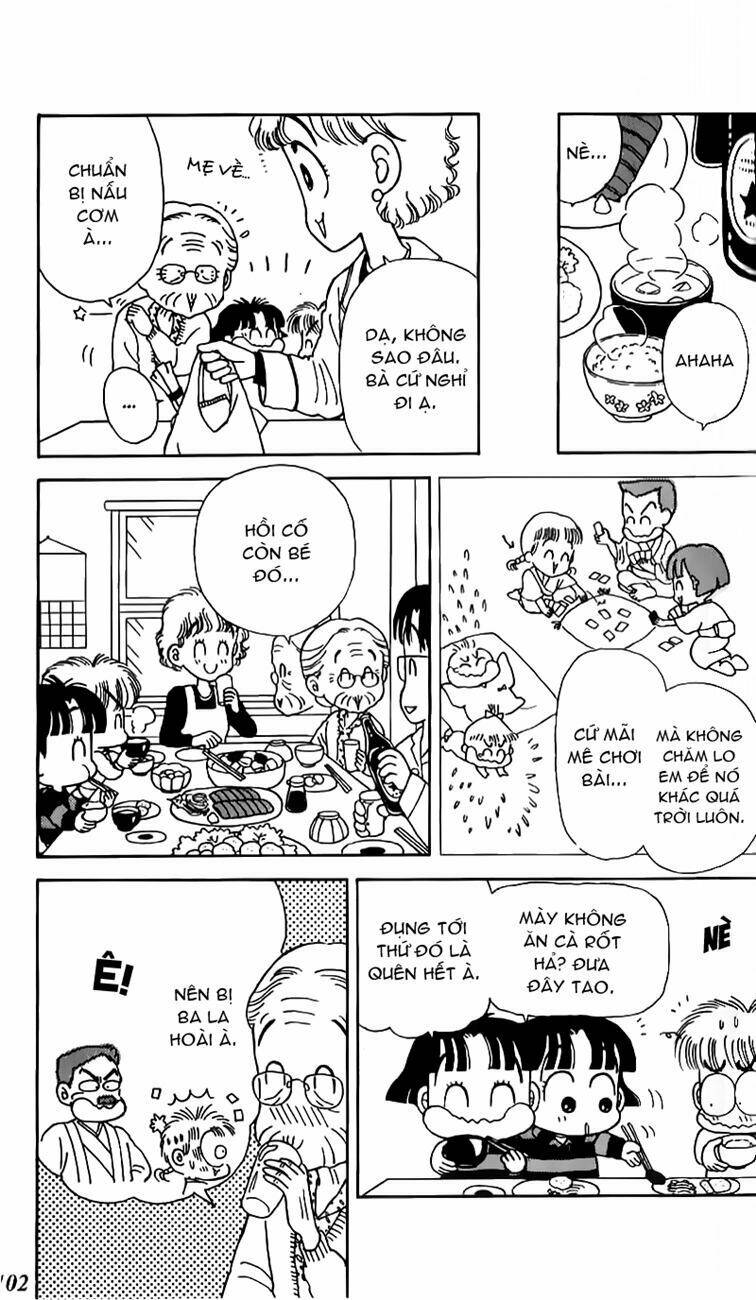 CHUẨN
BỊ NẤU
CƠM
À...
MẸ VỀ...
...
DẠ, KHÔNG
SAO ĐÂU.
BÀ CỨ NGHỈ
ĐI Ạ.
NÈ...
AHAHA
HỒI CỐ
CÒN BÉ
ĐÓ...
CỨ MÃI
MÊ CHƠI
BÀI...
MÀ KHÔNG
CHĂM LO
EM ĐỂ NÓ
KHÁC QUÁ
TRỜI LUÔN.
Ê!
NÊN BỊ
BA LA
HOÀI À.
ĐỤNG TỚI
THỨ ĐÓ LÀ
QUÊN HẾT À.
MÀY KHÔNG
ĂN CÀ RỐT
HẢ? ĐƯA
ĐÂY TAO.
NÈ
'02